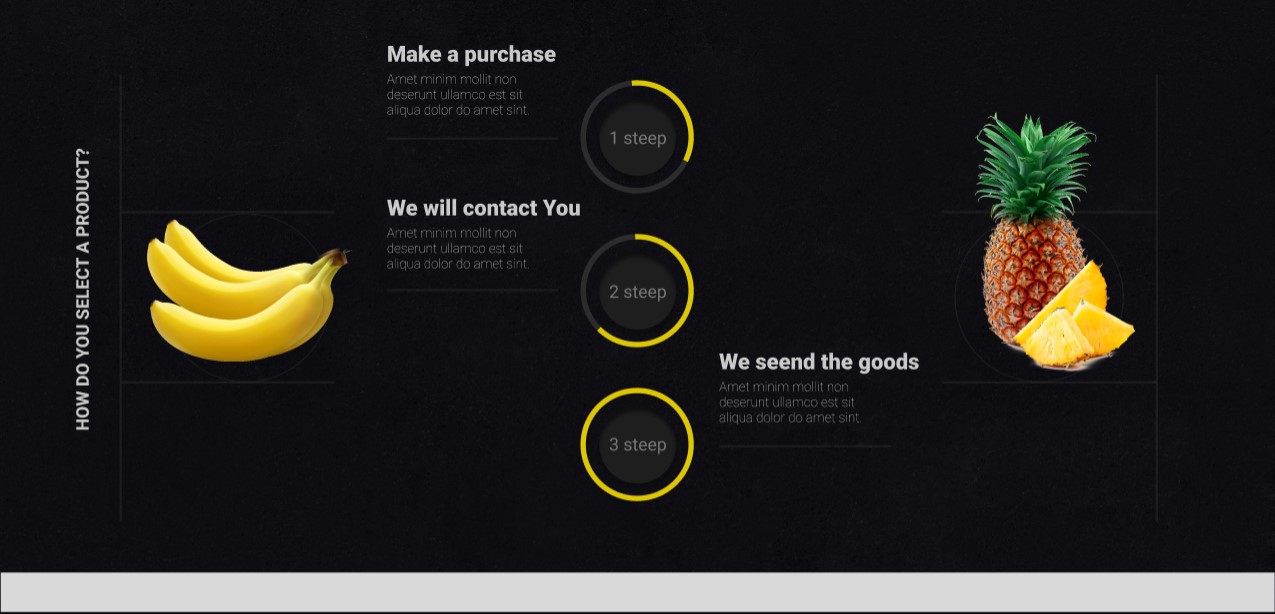 HOW DO YOU SELECT A PRODUCT?
Make a purchase
Amet minim mollit non
deserunt ullamco est sit
aliqua dolor do amet sint.
1 steep
We will contact You
Amet minim mollit non
deserunt ullamco est sit
aliqua dolor do amet sint.
2 steep
We seend the goods
Amet minim mollit non
deserunt ullamco est sit
aliqua dolor do amet sint.
3 steep